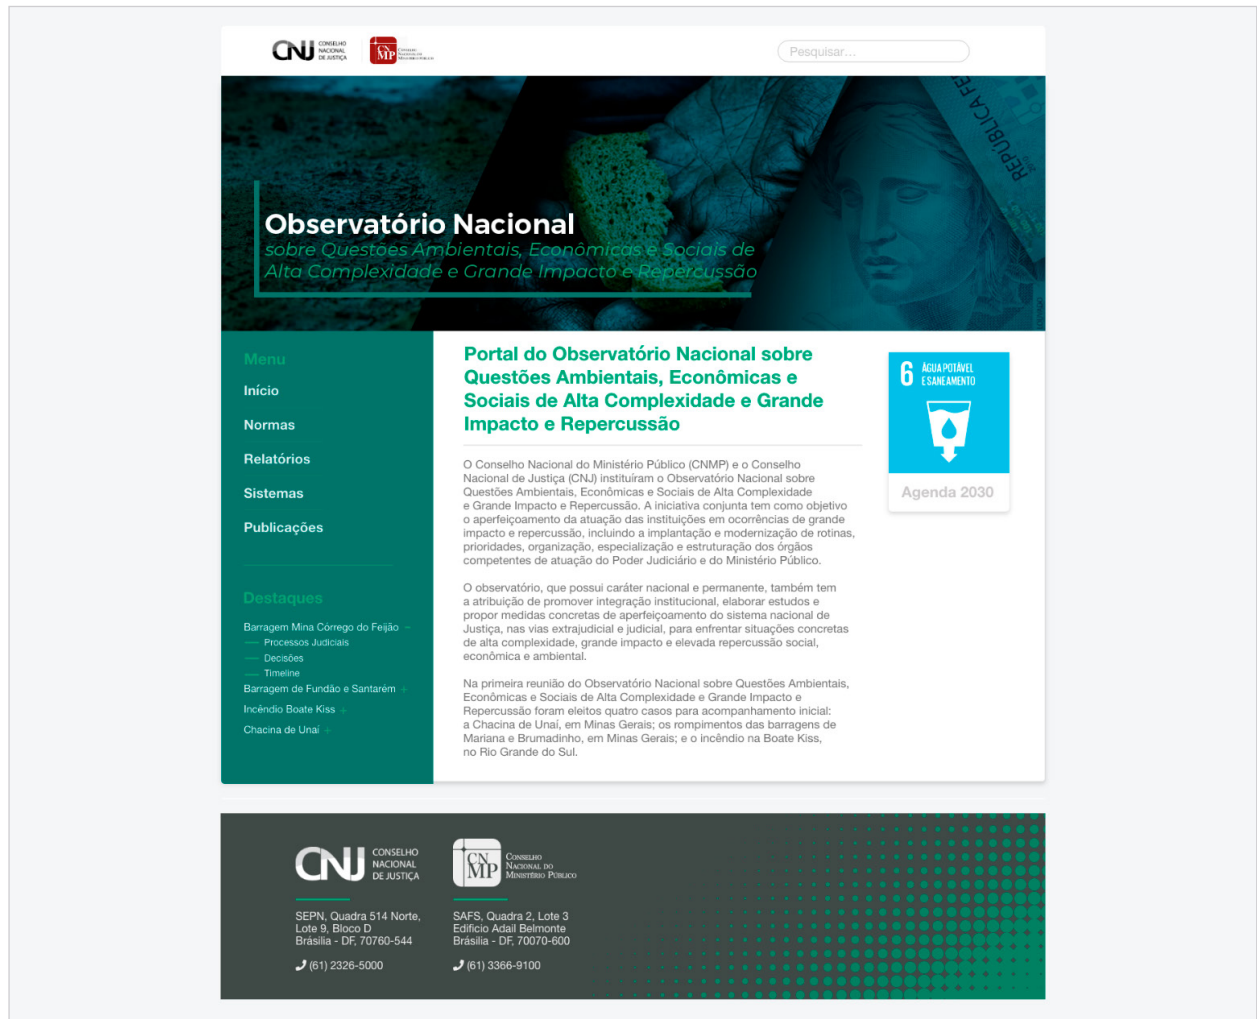 CNJ CONSELHO
NACIONAL
DE JUSTIÇA
CN
MP
CONSELHO
NACIONAL DO
MINISTÉRIO PÚBLICO
Pesquisar...
REPÚBLICA FE
Observatório Nacional
sobre Questões Ambientais, Econômicas e Sociais de
Alta Complexidade e Grande Impacto e Repercussão
Menu
Início
Normas
Relatórios
Sistemas
Publicações
Destaques
Barragem Mina Córrego do Feijão −
Processos Judiciais
Decisões
Timeline
Barragem de Fundão e Santarém +
Incêndio Boate Kiss +
Chacina de Unaí +
Portal do Observatório Nacional sobre
Questões Ambientais, Econômicas e
Sociais de Alta Complexidade e Grande
Impacto e Repercussão
O Conselho Nacional do Ministério Público (CNMP) e o Conselho
Nacional de Justiça (CNJ) instituíram o Observatório Nacional sobre
Questões Ambientais, Econômicas e Sociais de Alta Complexidade
e Grande Impacto e Repercussão. A iniciativa conjunta tem como objetivo
o aperfeiçoamento da atuação das instituições em ocorrências de grande
impacto e repercussão, incluindo a implantação e modernização de rotinas,
prioridades, organização, especialização e estruturação dos órgãos
competentes de atuação do Poder Judiciário e do Ministério Público.
O observatório, que possui caráter nacional e permanente, também tem
a atribuição de promover integração institucional, elaborar estudos e
propor medidas concretas de aperfeiçoamento do sistema nacional de
Justiça, nas vias extrajudicial e judicial, para enfrentar situações concretas
de alta complexidade, grande impacto e elevada repercussão social,
econômica e ambiental.
Na primeira reunião do Observatório Nacional sobre Questões Ambientais,
Econômicas e Sociais de Alta Complexidade e Grande Impacto e
Repercussão foram eleitos quatro casos para acompanhamento inicial:
a Chacina de Unaí, em Minas Gerais; os rompimentos das barragens de
Mariana e Brumadinho, em Minas Gerais; e o incêndio na Boate Kiss,
no Rio Grande do Sul.
6 ÁGUA POTÁVEL
E SANEAMENTO
Agenda 2030
CNJ CONSELHO
NACIONAL
DE JUSTIÇA
SEPN, Quadra 514 Norte,
Lote 9, Bloco D
Brásilia - DF, 70760-544
(61) 2326-5000
CN
MP
CONSELHO
NACIONAL DO
MINISTÉRIO PÚBLICO
SAFS, Quadra 2, Lote 3
Edifício Adail Belmonte
Brásilia - DF, 70070-600
(61) 3366-9100